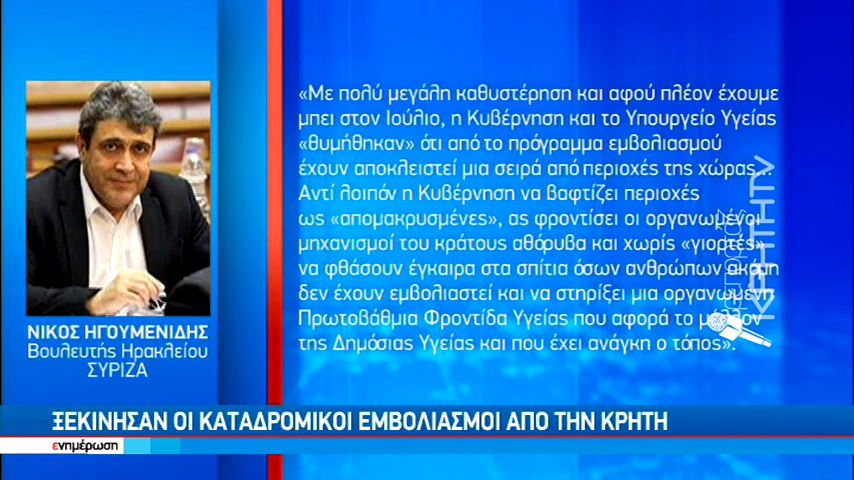 «Με πολύ μεγάλη καθυστέρηση και αφού πλέον έχουμε
μπει στον Ιούλιο, η Κυβέρνηση και το Υπουργείο Υγείας
«θυμήθηκαν» ότι από το πρόγραμμα εμβολιασμού
έχουν αποκλειστεί μια σειρά από περιοχές της χώρας...
Αντί λοιπόν η Κυβέρνηση να βαφτίζει περιοχές
ως «απομακρυσμένες», ας φροντίσει οι οργανωμένοι
μηχανισμοί του κράτους αθόρυβα και χωρίς «γιορτές»
να φθάσουν έγκαιρα στα σπίτια όσων ανθρώπων ακόμη
δεν έχουν εμβολιαστεί και να στηρίξει μια οργανωμένη
Πρωτοβάθμια Φροντίδα Υγείας που αφορά το μέλλον
της Δημόσιας Υγείας και που έχει ανάγκη ο τόπος».
ΝΙΚΟΣ ΗΓΟΥΜΕΝΙΔΗΣ
Βουλευτής Ηρακλείου
ΣΥΡΙΖΑ
ΚΡΗΤΗTV
ΞΕΚΙΝΗΣΑΝ ΟΙ ΚΑΤΑΔΡΟΜΙΚΟΙ ΕΜΒΟΛΙΑΣΜΟΙ ΑΠΟ ΤΗΝ ΚΡΗΤΗ
ενημέρωση